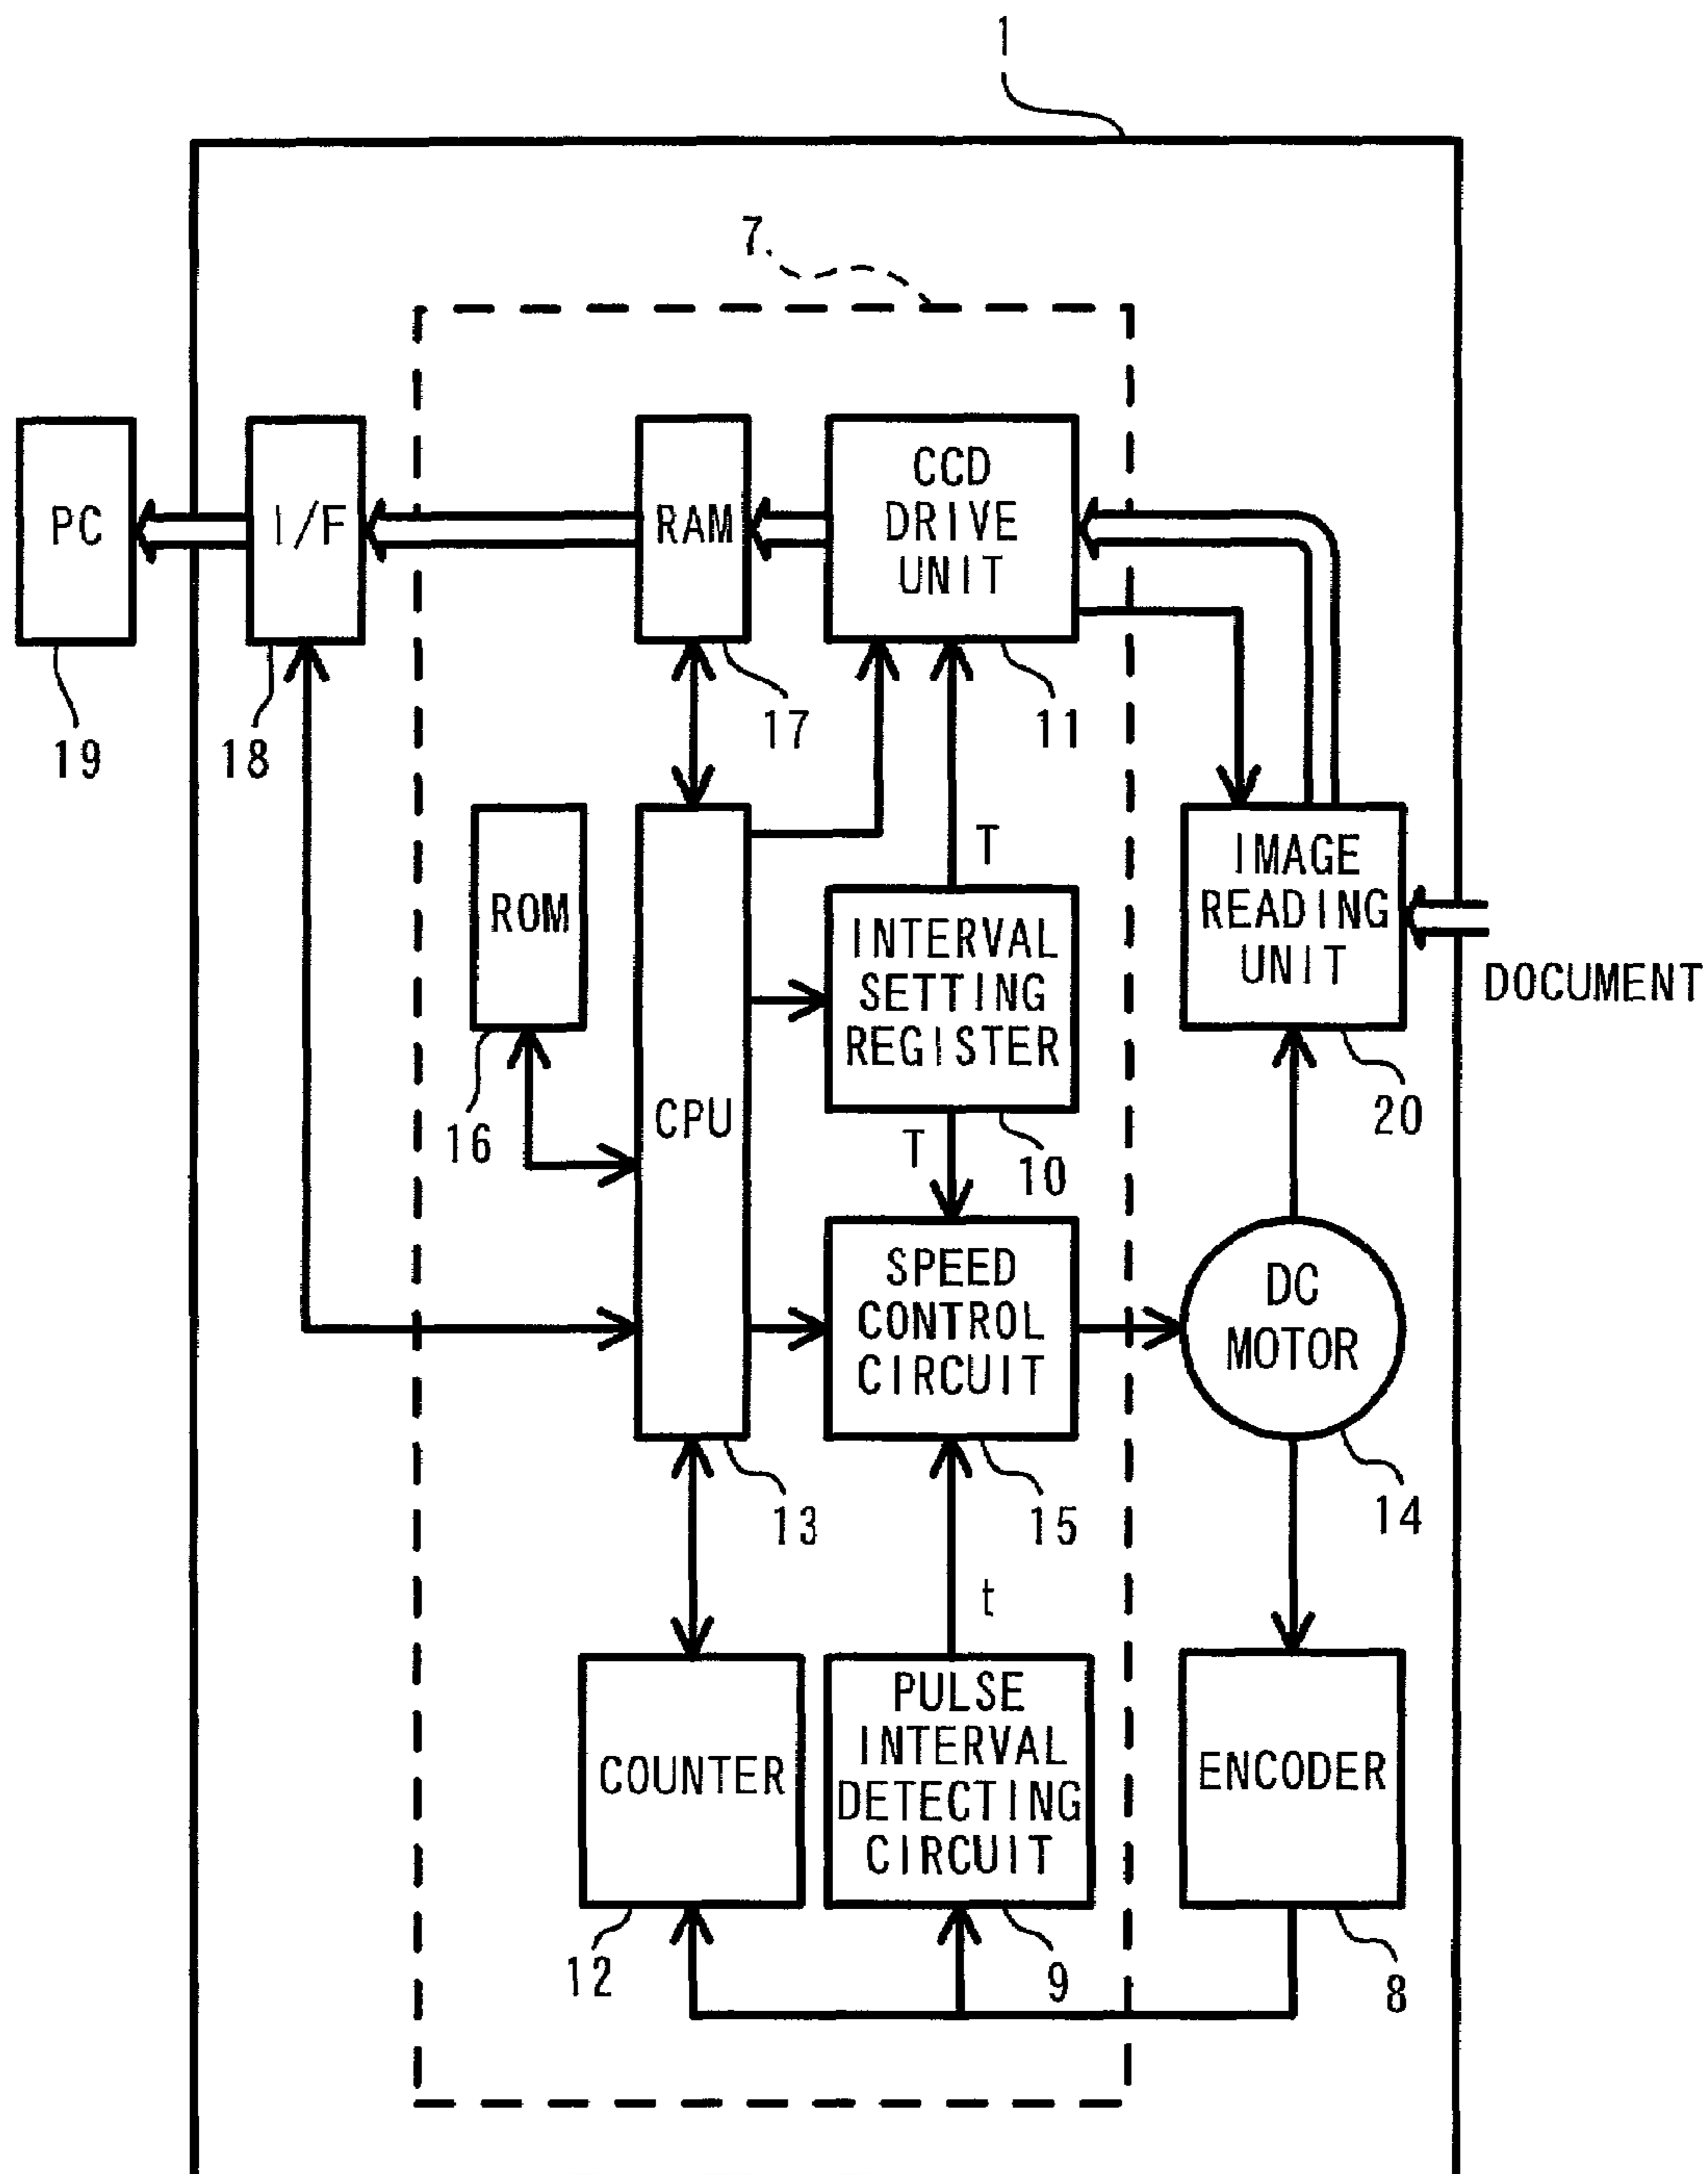 1
7
PC
I/F
RAM
CCD
DRIVE
UNIT
19
18
17
11
T
ROM
INTERVAL
SETTING
REGISTER
IMAGE
READING
UNIT
DOCUMENT
16
CPU
T
10
20
SPEED
CONTROL
CIRCUIT
DC
MOTOR
13
15
14
t
COUNTER
PULSE
INTERVAL
DETECTING
CIRCUIT
ENCODER
12
9
8